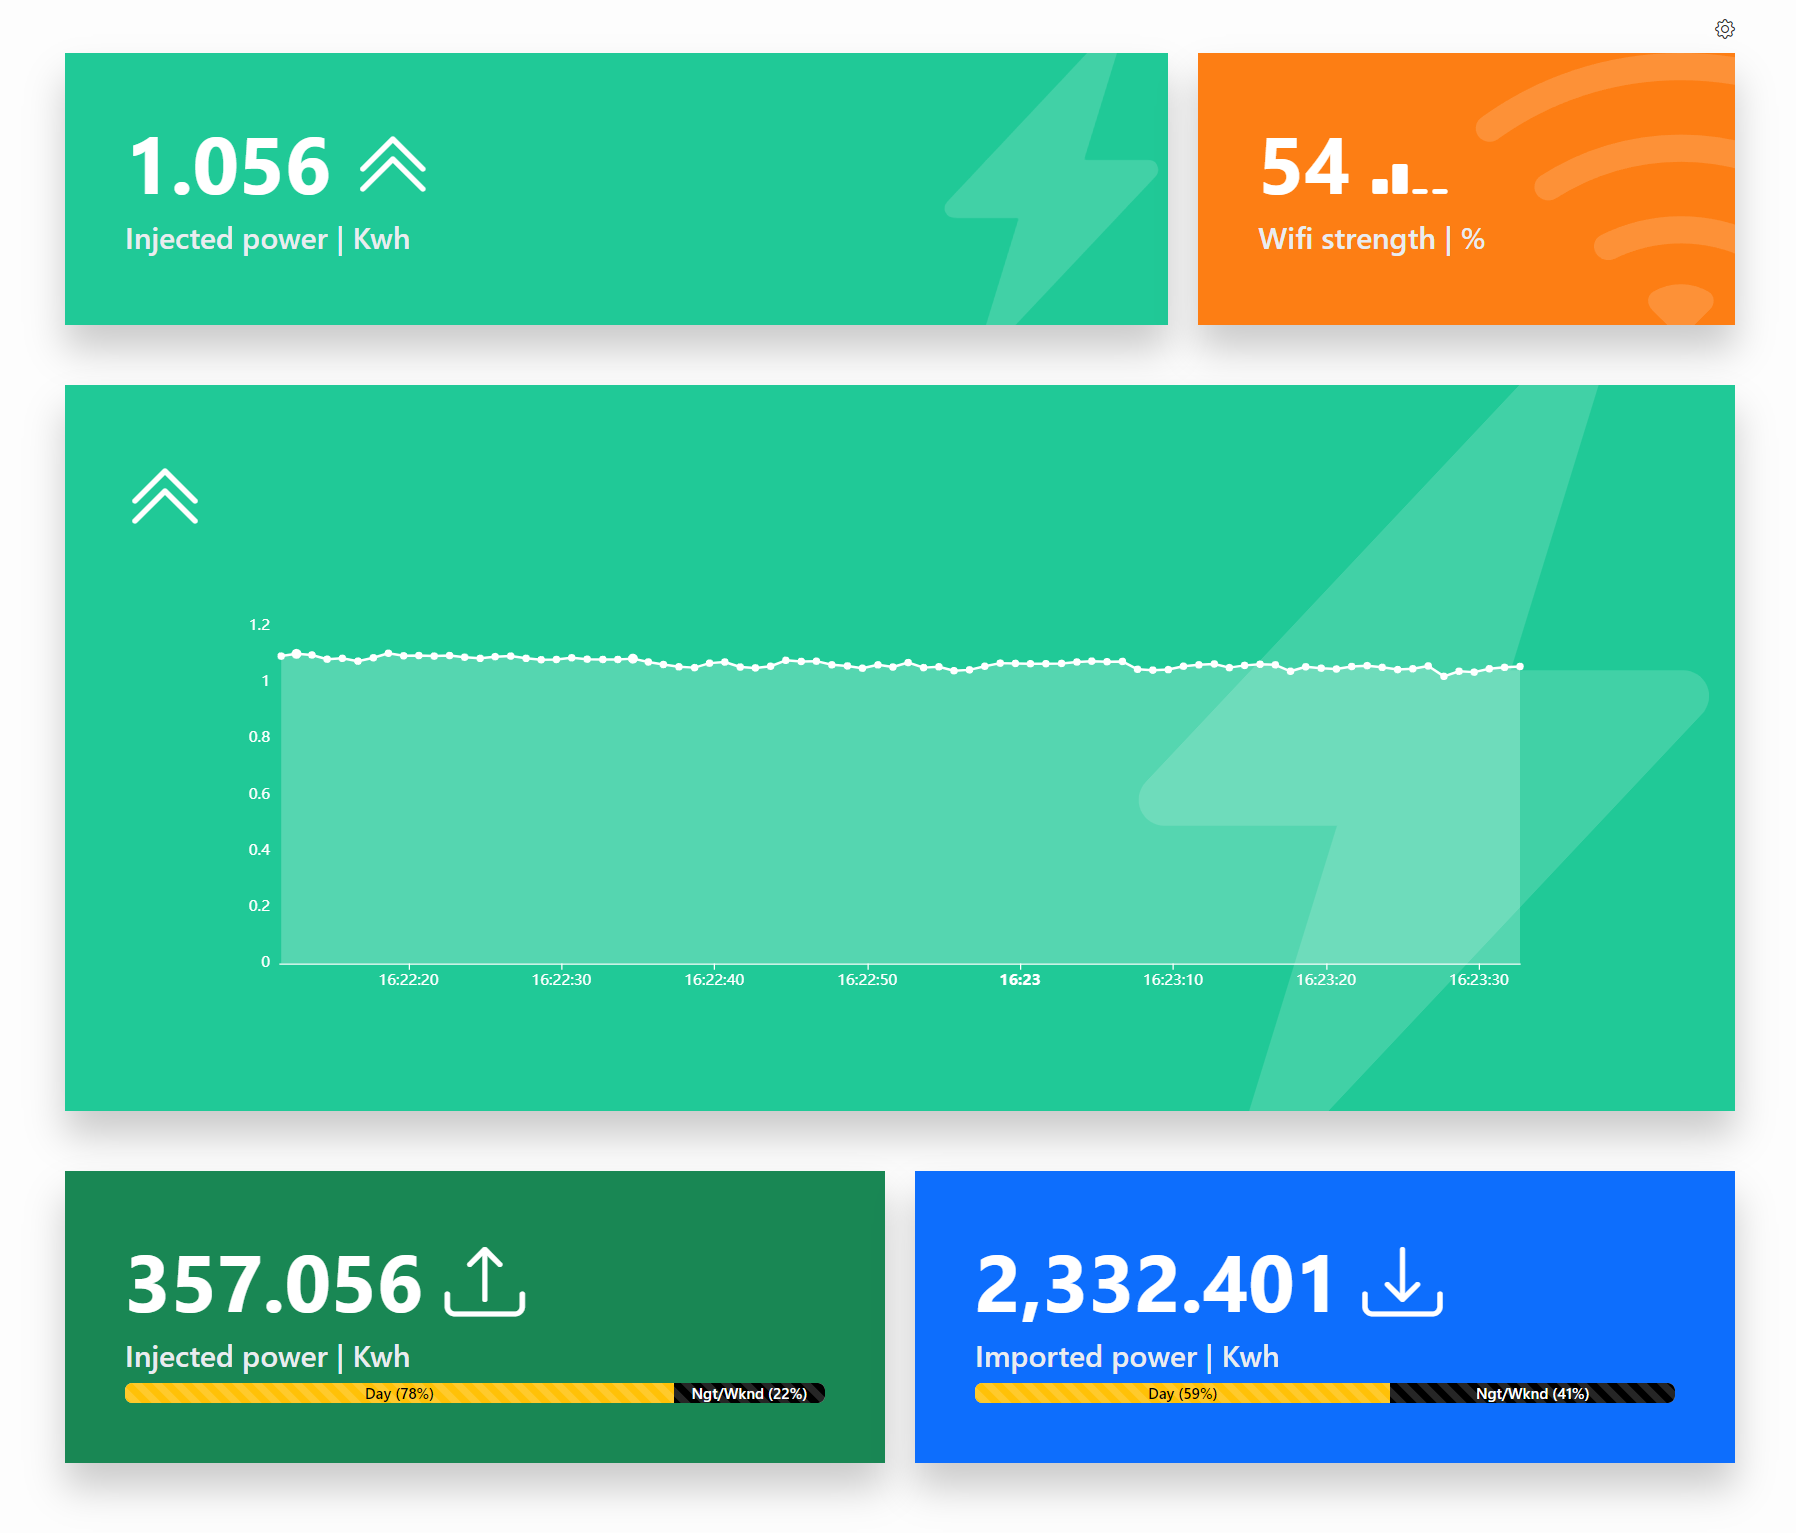 1.056
Injected power | Kwh
54
Wifi strength | %
1.2
1
0.8
0.6
0.4
0.2
0
16:22:20 16:22:30 16:22:40 16:22:50 16:23 16:23:10 16:23:20 16:23:30
357.056
Injected power | Kwh
Day (78%) Ngt/Wknd (22%)
2,332.401
Imported power | Kwh
Day (59%) Ngt/Wknd (41%)